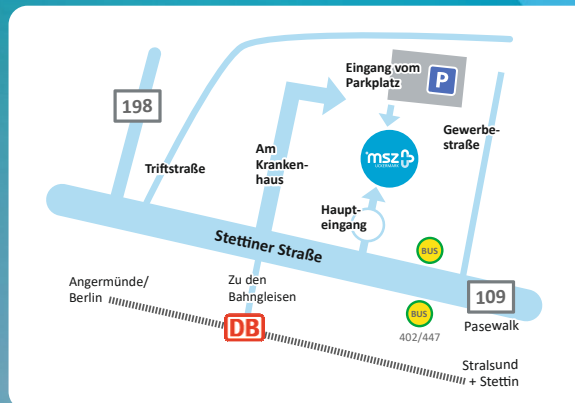 Eingang vom
Parkplatz
P
198
Am
Kranken-
haus
Gewerbe-
straße
msz
UCKERMARK
Triftstraße
Haupt-
eingang
Stettiner Straße
BUS
Angermünde/
Berlin
Zu den
Bahngleisen
109
BUS
DB
Pasewalk
402/447
Stralsund
+ Stettin